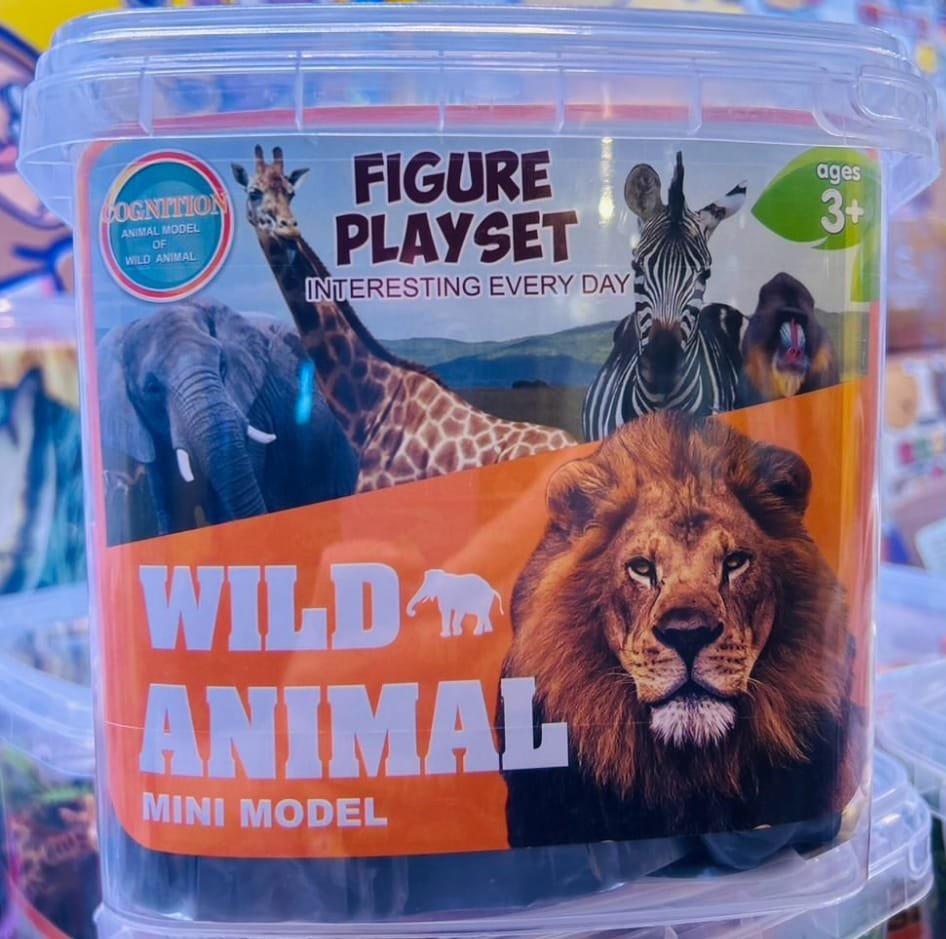 COGNITION
ANIMAL MODEL
OF
WILD ANIMAL
FIGURE
PLAYSET
INTERESTING EVERY DAY
ages
3+
WILD
ANIMAL
MINI MODEL